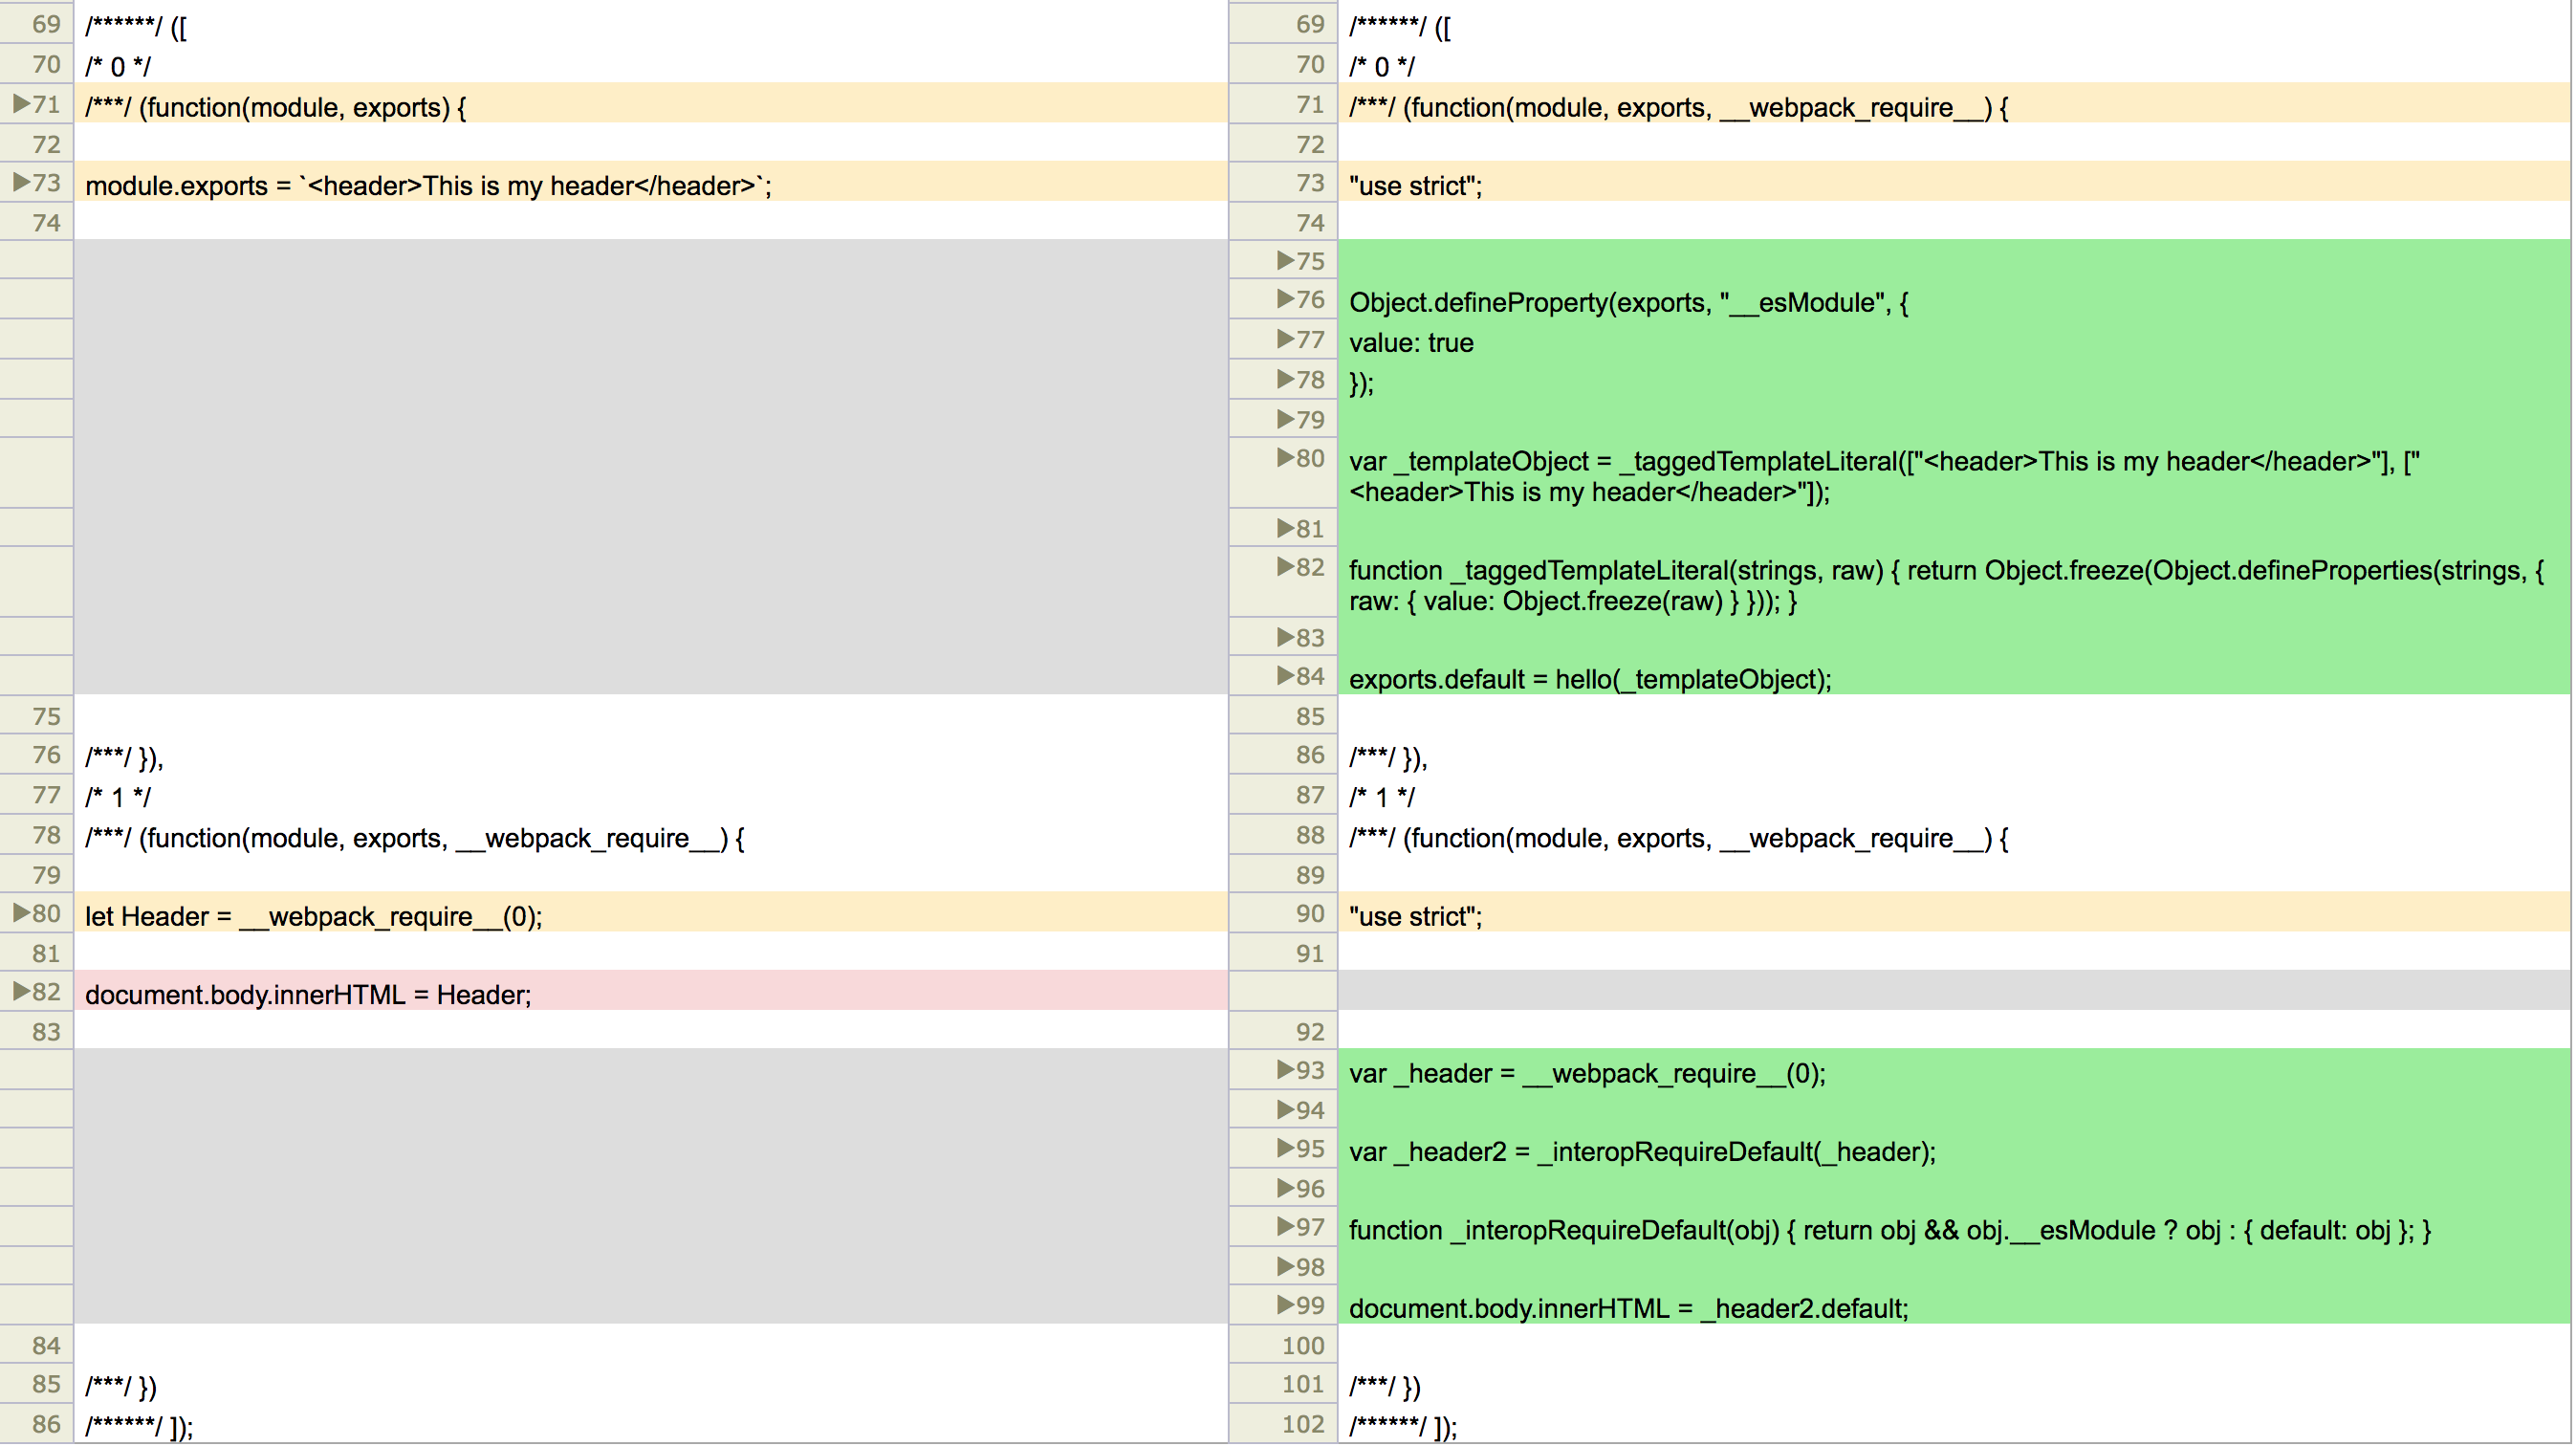 69 /******/ ([
70 /* 0 */
▶71 /***/ (function(module, exports) {
72
▶73 module.exports = `<header>This is my header</header>`;
74
75
76 /***/ }),
77 /* 1 */
78 /***/ (function(module, exports, __webpack_require__) {
79
▶80 let Header = __webpack_require__(0);
81
▶82 document.body.innerHTML = Header;
83
84
85 /***/ })
86 /******/ ]);
69 /******/ ([
70 /* 0 */
71 /***/ (function(module, exports, __webpack_require__) {
72
73 "use strict";
74
▶75
▶76 Object.defineProperty(exports, "__esModule", {
▶77 value: true
▶78 });
▶79
▶80 var _templateObject = _taggedTemplateLiteral(["<header>This is my header</header>"], ["
<header>This is my header</header>"]);
▶81
▶82 function _taggedTemplateLiteral(strings, raw) { return Object.freeze(Object.defineProperties(strings, {
raw: { value: Object.freeze(raw) } })); }
▶83
▶84 exports.default = hello(_templateObject);
85
86 /***/ }),
87 /* 1 */
88 /***/ (function(module, exports, __webpack_require__) {
89
90 "use strict";
91
92
▶93 var _header = __webpack_require__(0);
▶94
▶95 var _header2 = _interopRequireDefault(_header);
▶96
▶97 function _interopRequireDefault(obj) { return obj && obj.__esModule ? obj : { default: obj }; }
▶98
▶99 document.body.innerHTML = _header2.default;
100
101 /***/ })
102 /******/ ]);